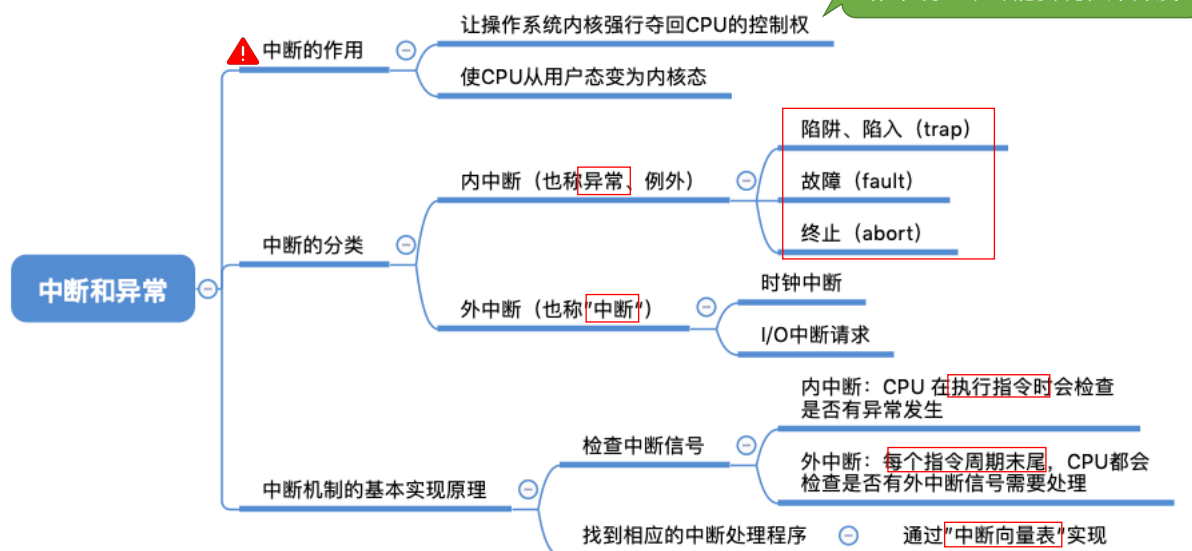 中断和异常
中断的作用
让操作系统内核强行夺回CPU的控制权
使CPU从用户态变为内核态
中断的分类
内中断（也称异常、例外）
陷阱、陷入（trap）
故障（fault）
终止（abort）
外中断（也称“中断“）
时钟中断
I/O中断请求
中断机制的基本实现原理
检查中断信号
内中断：CPU 在执行指令时会检查
是否有异常发生
外中断：每个指令周期末尾，CPU都会
检查是否有外中断信号需要处理
找到相应的中断处理程序
通过”中断向量表“实现